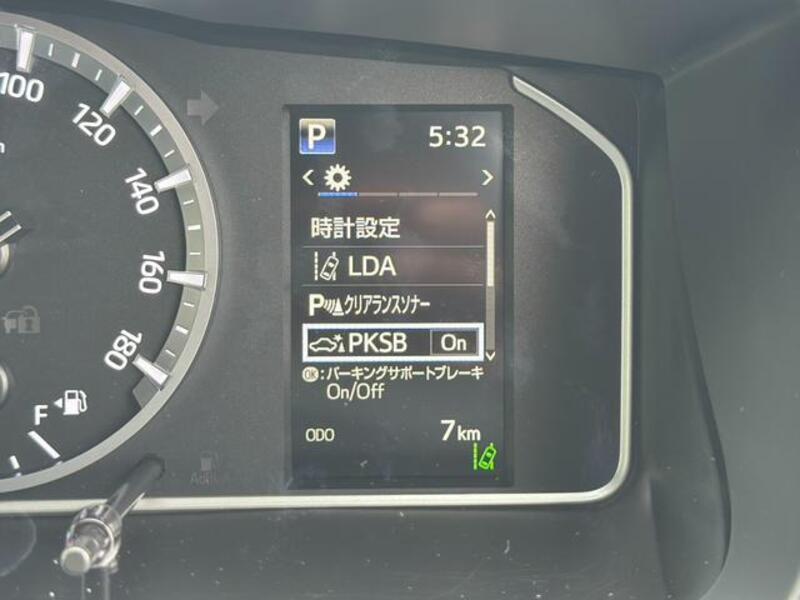 100
120
140
160
180
F
P
5:32
< >
時計設定
LDA
Pクリアランスソナー
PKSB On
OK:パーキングサポートブレーキ
On/Off
ODO 7km